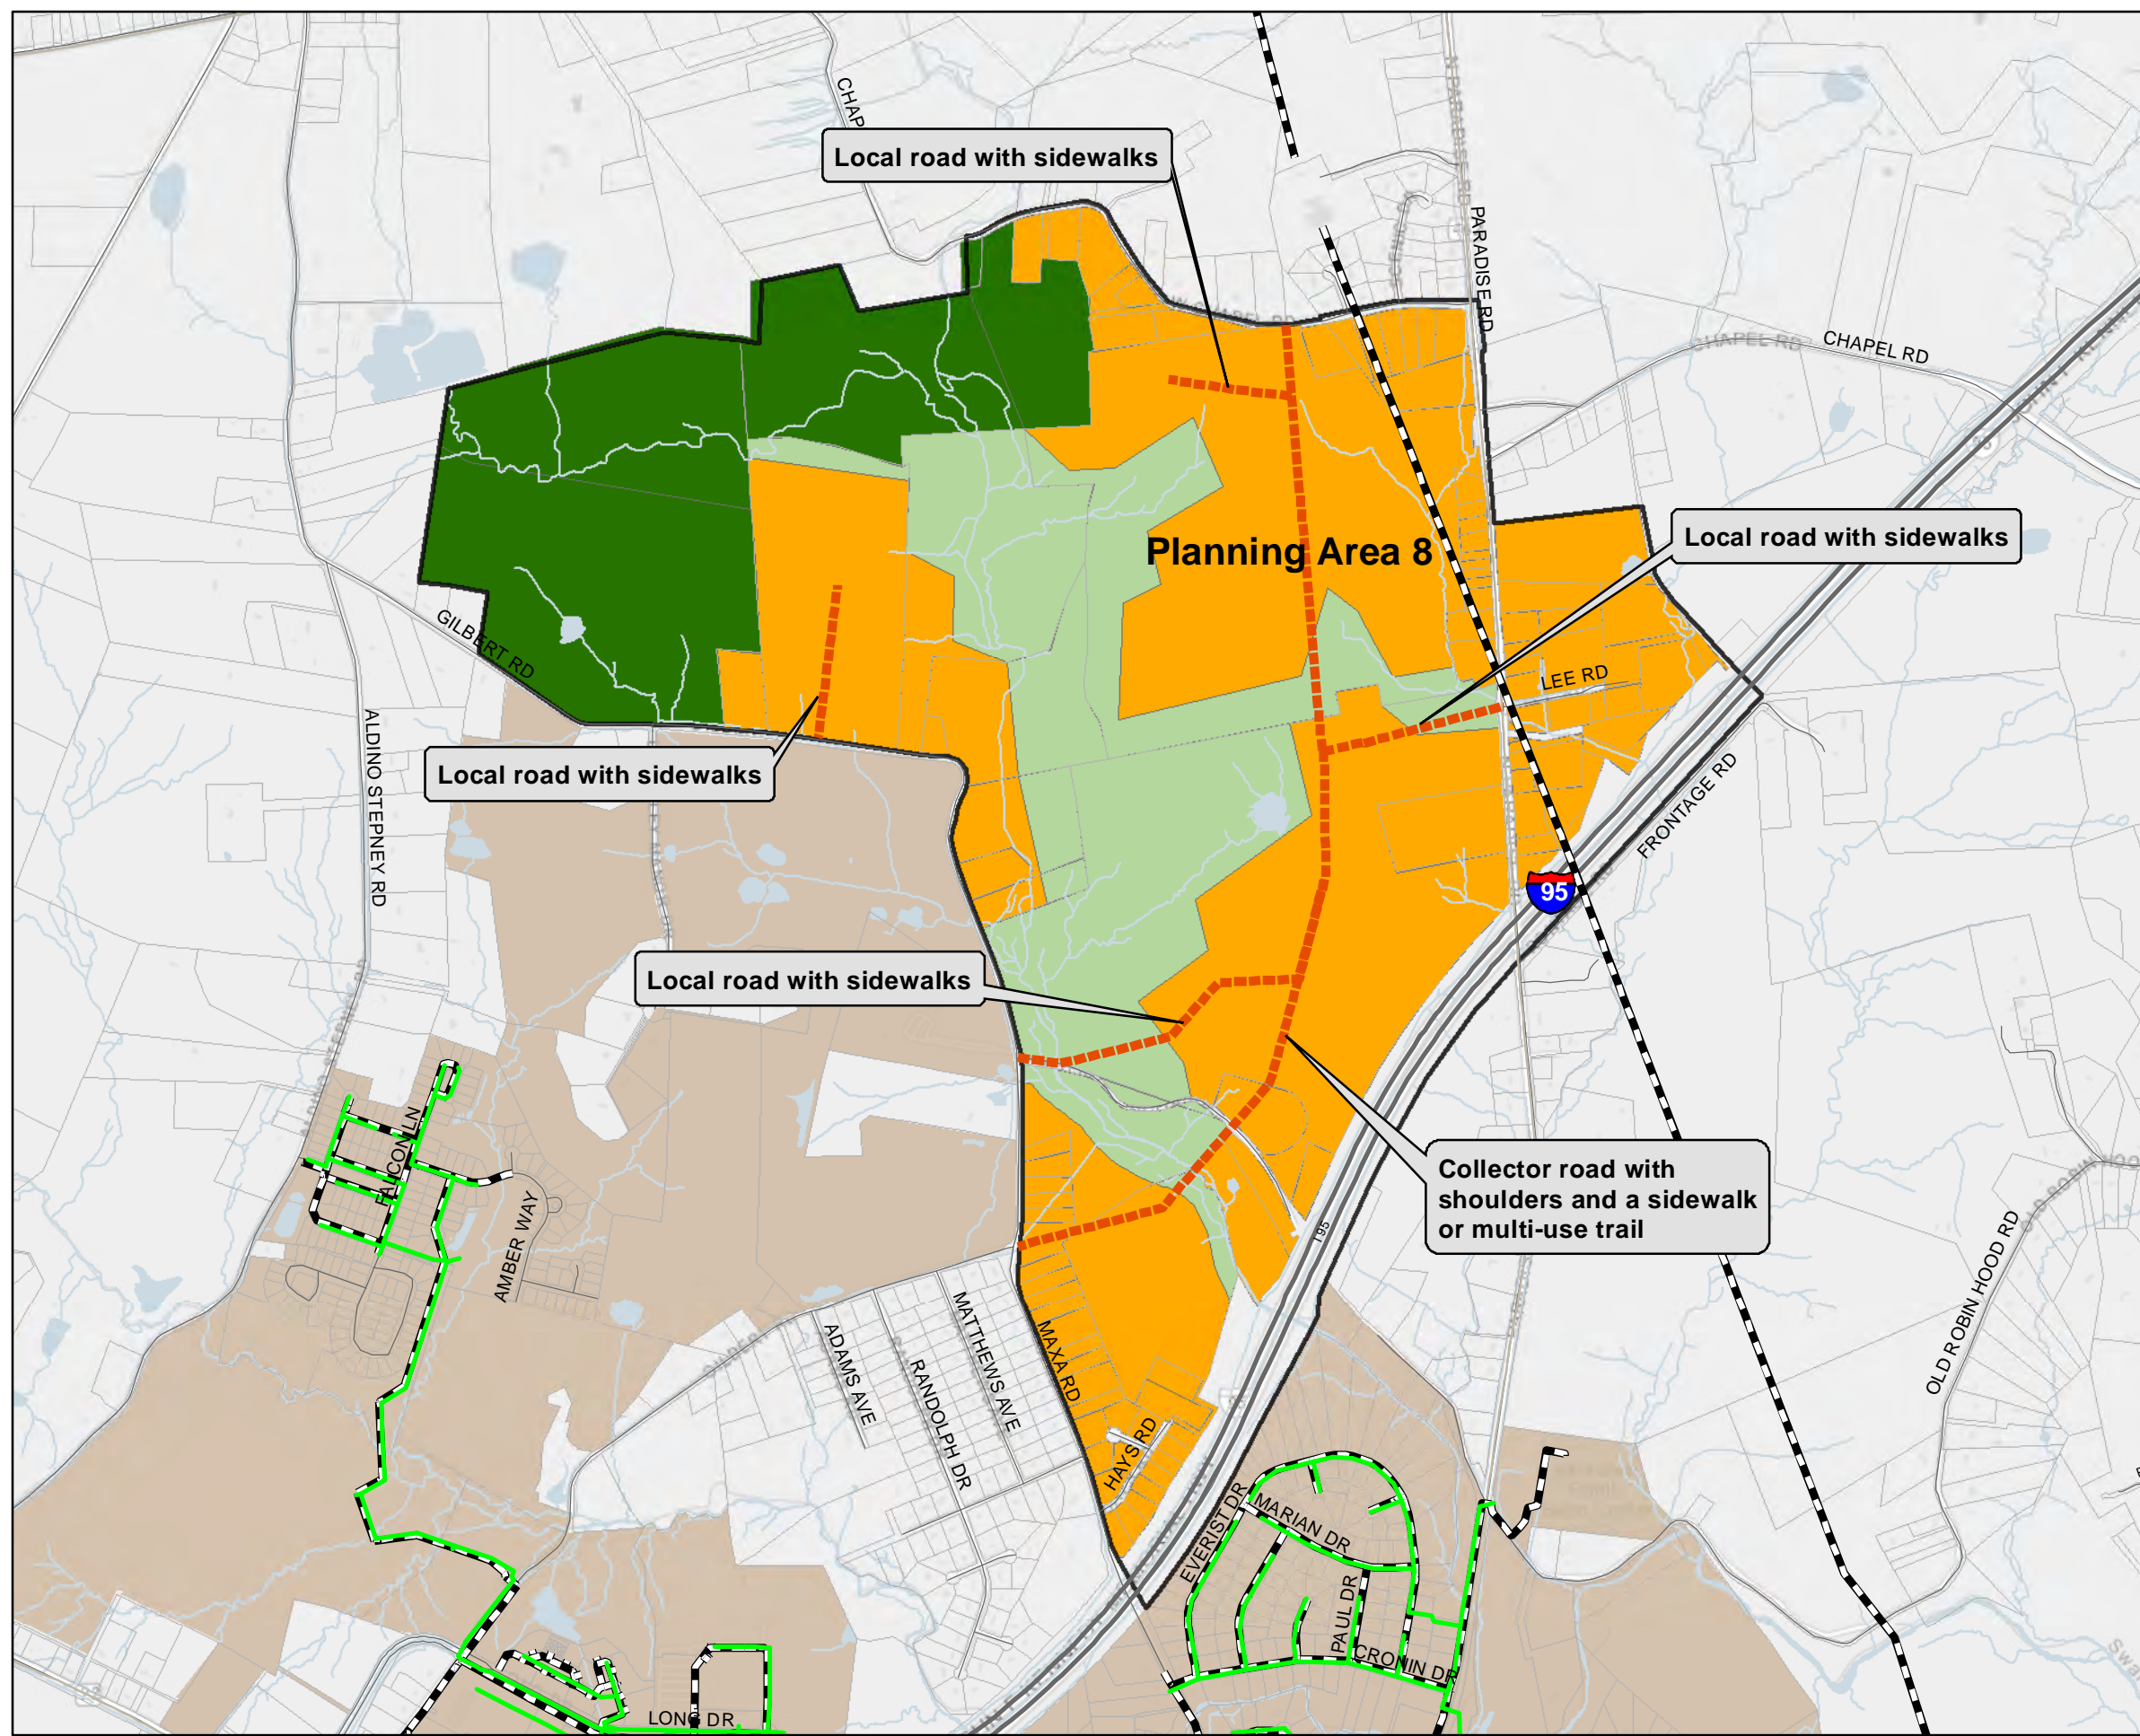 CHAP
Local road with sidewalks
PARADISE RD
CHAPEL RD
CHAPEL RD
Planning Area 8
Local road with sidewalks
GILBERT RD
LEE RD
ALDINO STEPNEY RD
Local road with sidewalks
FRONTAGE RD
95
Local road with sidewalks
FALCON LN
AMBER WAY
Collector road with
shoulders and a sidewalk
or multi-use trail
I 95
OLD ROBIN HOOD RD
MATTHEWS AVE
ADAMS AVE
RANDOLPH DR
MAXA RD
HAYS RD
EVERIST DR
MARIAN DR
PAUL DR
CRONIN DR
LONG DR